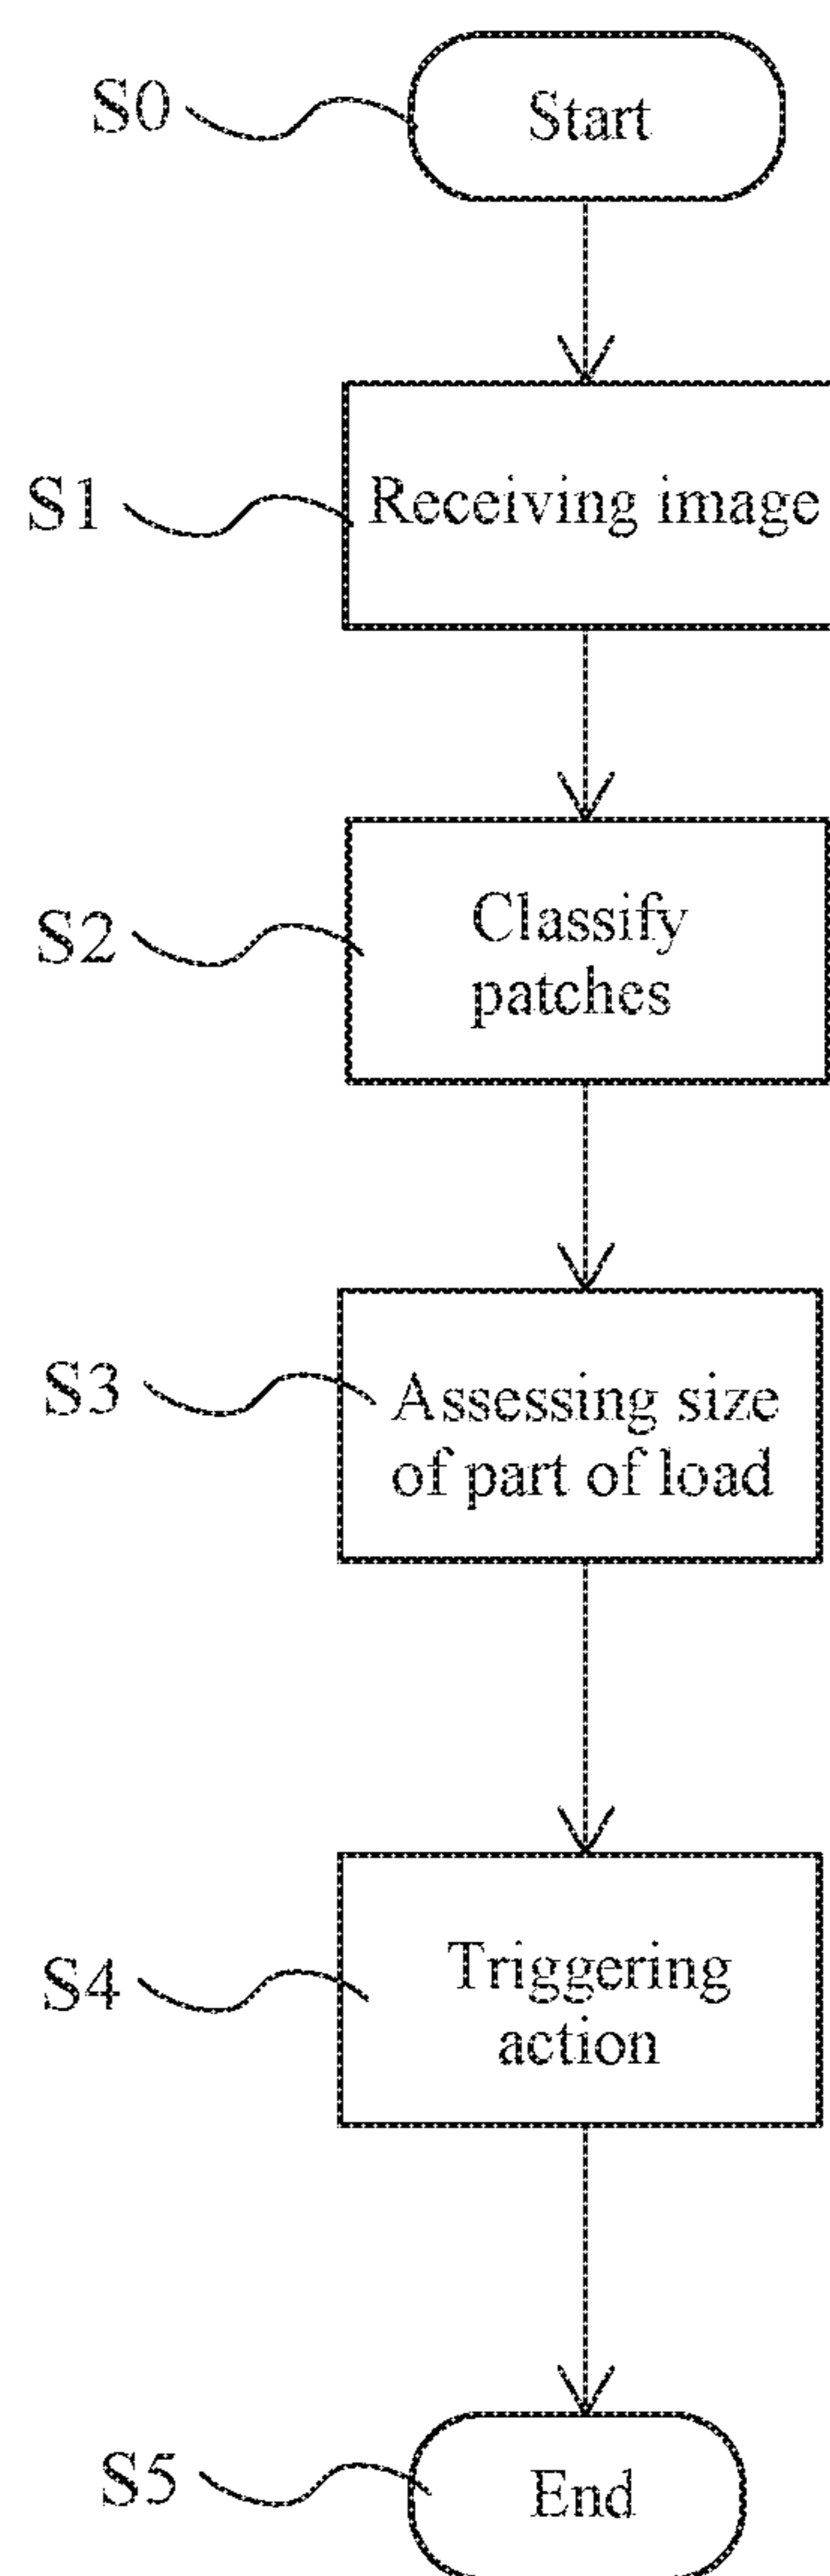 S0
Start
S1
Receiving image
S2
Classify
patches
S3
Assessing size
of part of load
S4
Triggering
action
S5
End